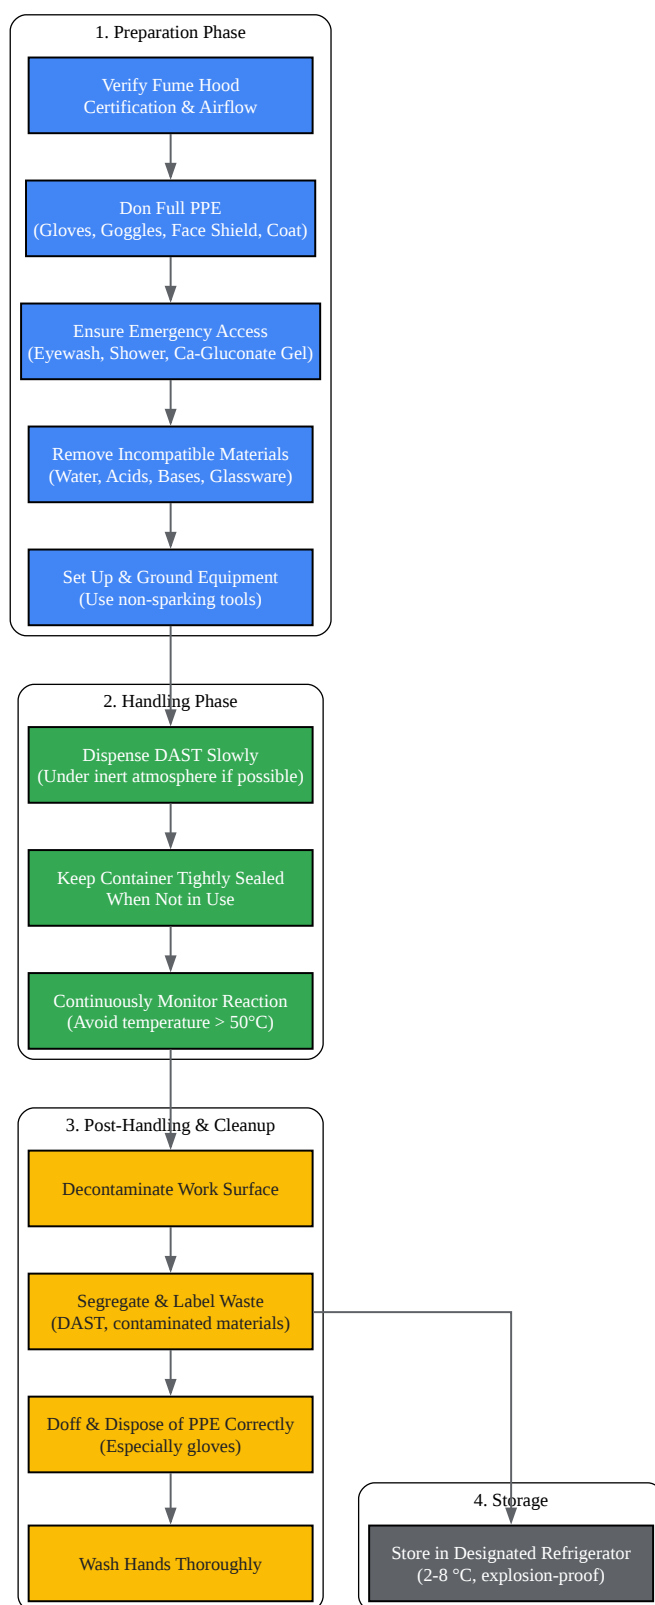 1. Preparation Phase
Verify Fume Hood
Certification & Airflow
Don Full PPE
(Gloves, Goggles, Face Shield, Coat)
Ensure Emergency Access
(Eyewash, Shower, Ca-Gluconate Gel)
Remove Incompatible Materials
(Water, Acids, Bases, Glassware)
Set Up & Ground Equipment
(Use non-sparking tools)
2. Handling Phase
Dispense DAST Slowly
(Under inert atmosphere if possible)
Keep Container Tightly Sealed
When Not in Use
Continuously Monitor Reaction
(Avoid temperature > 50°C)
3. Post-Handling & Cleanup
Decontaminate Work Surface
Segregate & Label Waste
(DAST, contaminated materials)
Doff & Dispose of PPE Correctly
(Especially gloves)
Wash Hands Thoroughly
4. Storage
Store in Designated Refrigerator
(2-8 °C, explosion-proof)